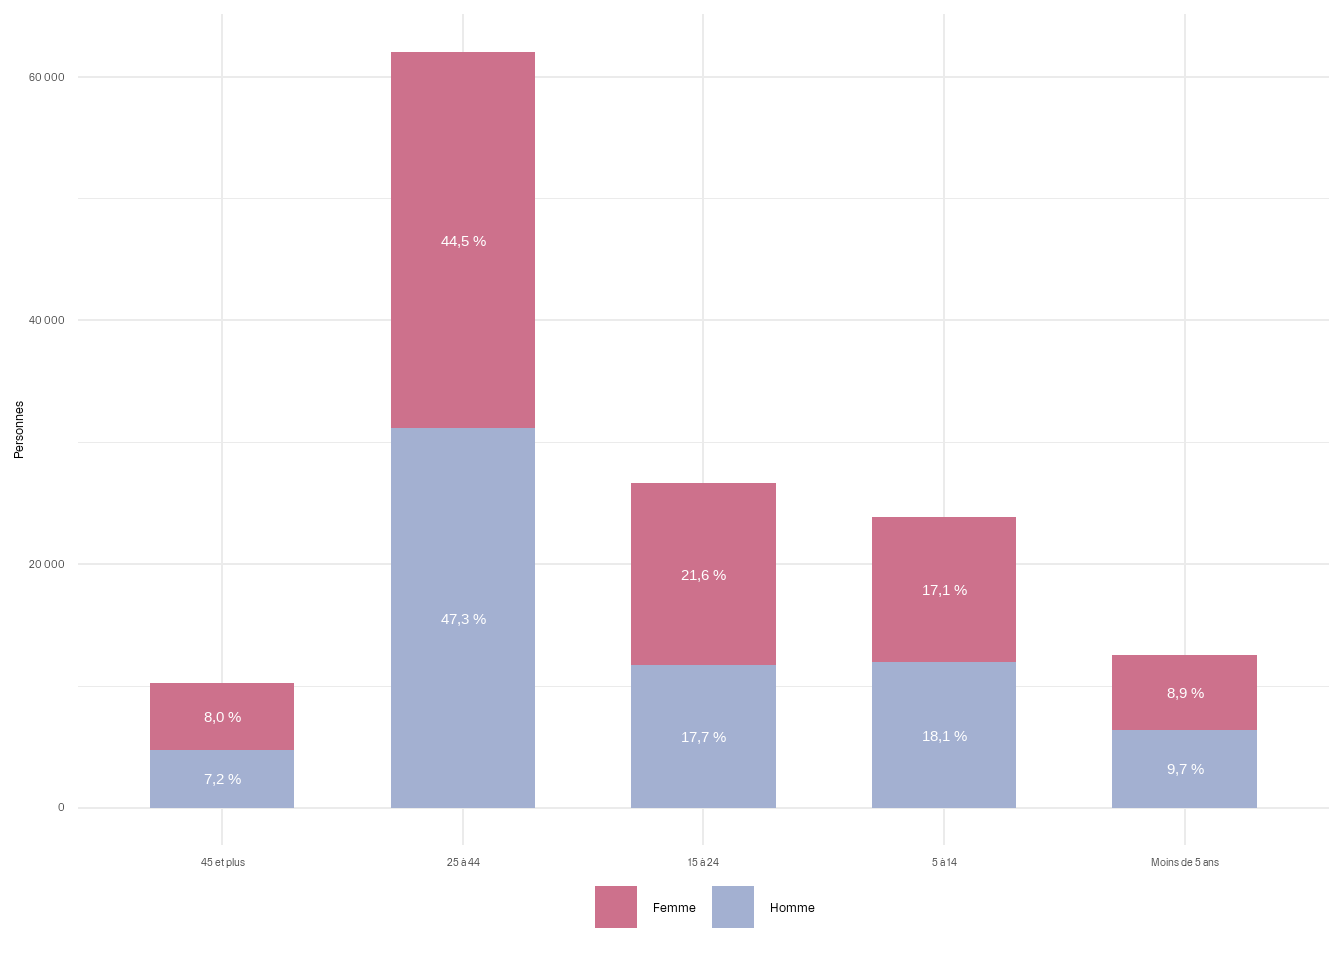 60 000
40 000
20 000
0
Personnes
44,5 %
47,3 %
21,6 %
17,7 %
17,1 %
18,1 %
8,0 %
7,2 %
8,9 %
9,7 %
45 et plus
25 à 44
15 à 24
5 à 14
Moins de 5 ans
Femme
Homme